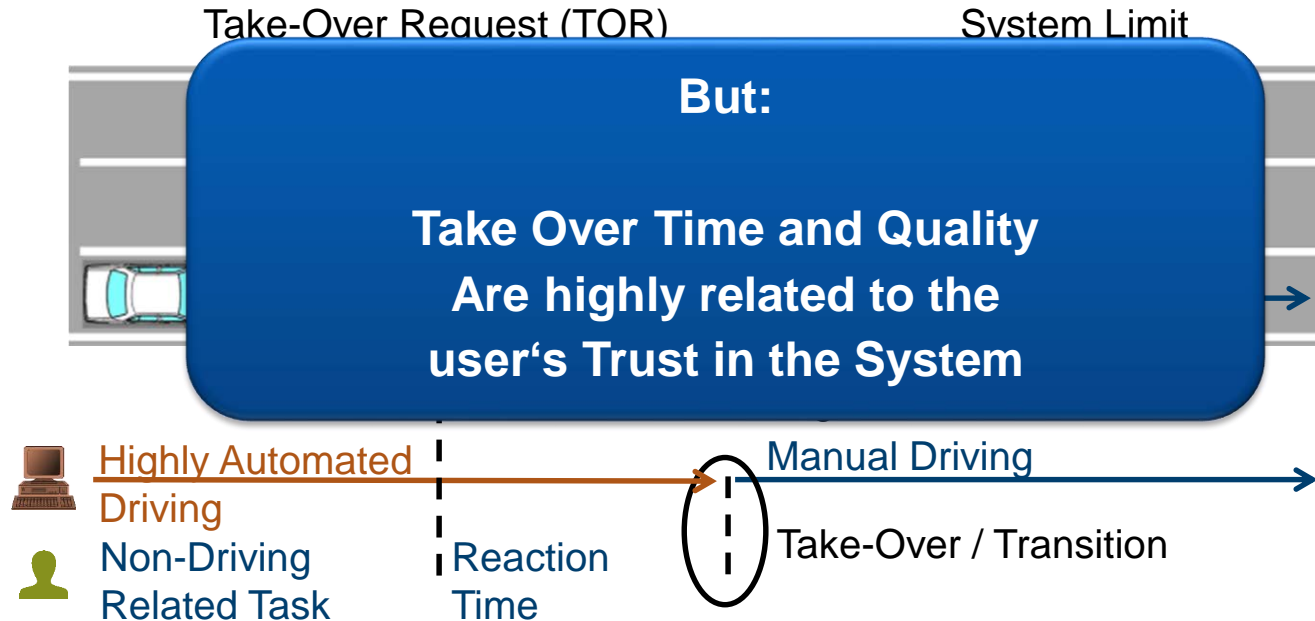 Take-Over Request (TOR)
System Limit
But:
Take Over Time and Quality
Are highly related to the
user‘s Trust in the System
Highly Automated
Driving
Manual Driving
Non-Driving
Related Task
Reaction
Time
Take-Over / Transition